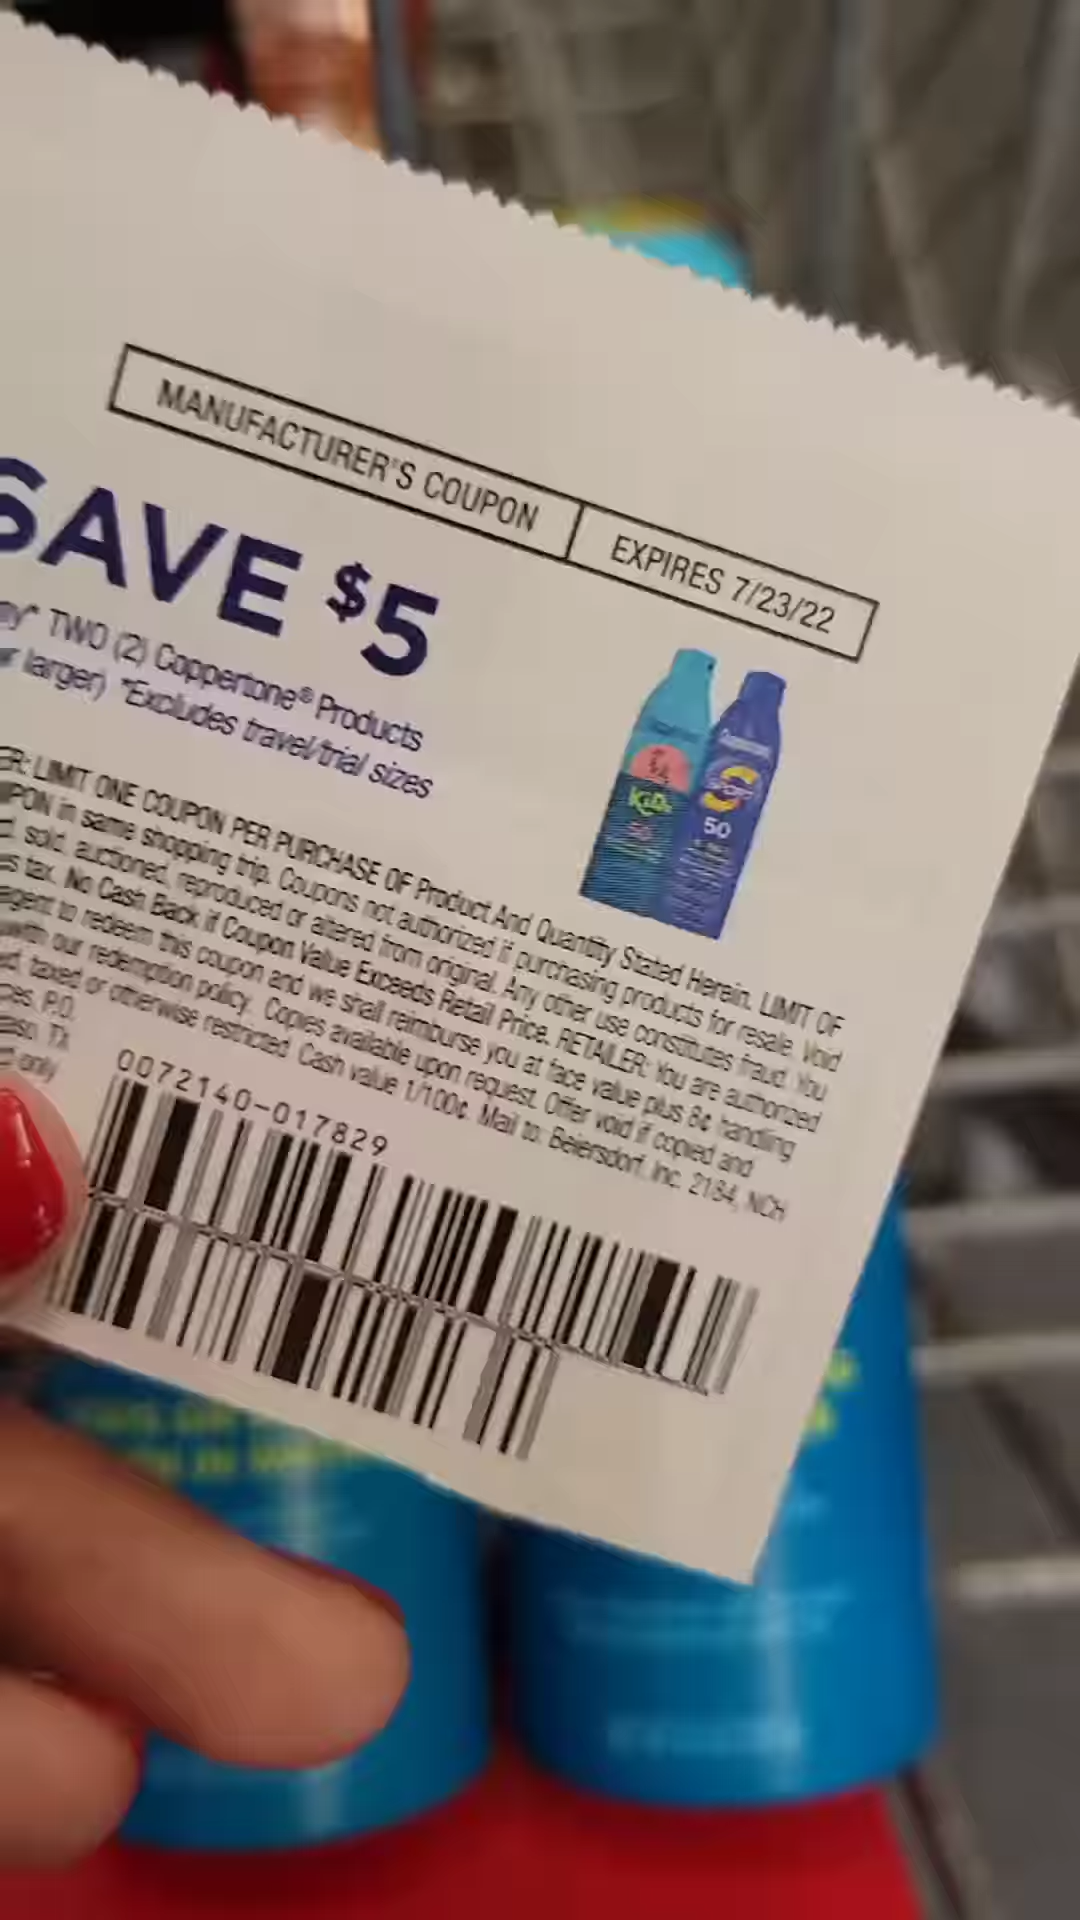 MANUFACTURER'S COUPON
EXPIRES 7/23/22
SAVE $5
TWO (2) Coppertone® Products
larger) *Excludes travel/trial sizes
KiDs
50
SPORT
50
ER: LIMIT ONE COUPON PER PURCHASE OF Product And Quantity Stated Herein. LIMIT OF
in same shopping trip. Coupons not authorized if purchasing products for resale. Void
sold, auctioned, reproduced or altered from original. Any other use constitutes fraud. You
tax. No Cash Back if Coupon Value Exceeds Retail Price. RETAILER: You are authorized
to redeem this coupon and we shall reimburse you at face value plus 8¢ handling
with our redemption policy. Copies available upon request. Offer void if copied and
taxed or otherwise restricted. Cash value 1/100¢. Mail to: Beiersdorf, Inc. 2184, NCH
P.O.
TX
only
0072140-017829